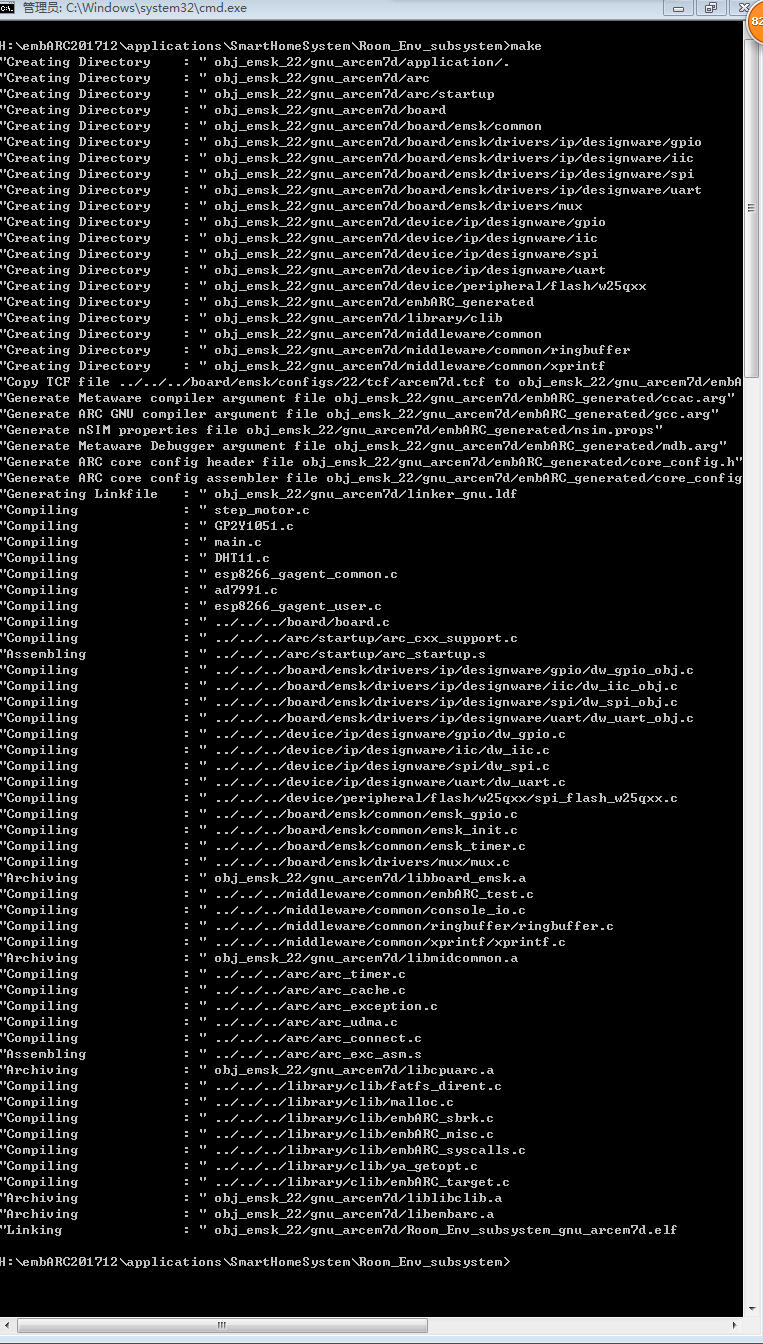 管理员: C:\Windows\system32\cmd.exe
82
H:\embARC201712\applications\SmartHomeSystem\Room_Env_subsystem>make
"Creating Directory    : " obj_emsk_22/gnu_arcem7d/application/.
"Creating Directory    : " obj_emsk_22/gnu_arcem7d/arc
"Creating Directory    : " obj_emsk_22/gnu_arcem7d/arc/startup
"Creating Directory    : " obj_emsk_22/gnu_arcem7d/board
"Creating Directory    : " obj_emsk_22/gnu_arcem7d/board/emsk/common
"Creating Directory    : " obj_emsk_22/gnu_arcem7d/board/emsk/drivers/ip/designware/gpio
"Creating Directory    : " obj_emsk_22/gnu_arcem7d/board/emsk/drivers/ip/designware/iic
"Creating Directory    : " obj_emsk_22/gnu_arcem7d/board/emsk/drivers/ip/designware/spi
"Creating Directory    : " obj_emsk_22/gnu_arcem7d/board/emsk/drivers/ip/designware/uart
"Creating Directory    : " obj_emsk_22/gnu_arcem7d/board/emsk/drivers/mux
"Creating Directory    : " obj_emsk_22/gnu_arcem7d/device/ip/designware/gpio
"Creating Directory    : " obj_emsk_22/gnu_arcem7d/device/ip/designware/iic
"Creating Directory    : " obj_emsk_22/gnu_arcem7d/device/ip/designware/spi
"Creating Directory    : " obj_emsk_22/gnu_arcem7d/device/ip/designware/uart
"Creating Directory    : " obj_emsk_22/gnu_arcem7d/device/peripheral/flash/w25qxx
"Creating Directory    : " obj_emsk_22/gnu_arcem7d/embARC_generated
"Creating Directory    : " obj_emsk_22/gnu_arcem7d/library/clib
"Creating Directory    : " obj_emsk_22/gnu_arcem7d/middleware/common
"Creating Directory    : " obj_emsk_22/gnu_arcem7d/middleware/common/ringbuffer
"Creating Directory    : " obj_emsk_22/gnu_arcem7d/middleware/common/xprintf
"Copy TCF file ../../../board/emsk/configs/22/tcf/arcem7d.tcf to obj_emsk_22/gnu_arcem7d/embA
"Generate Metaware compiler argument file obj_emsk_22/gnu_arcem7d/embARC_generated/ccac.arg"
"Generate ARC GNU compiler argument file obj_emsk_22/gnu_arcem7d/embARC_generated/gcc.arg"
"Generate nSIM properties file obj_emsk_22/gnu_arcem7d/embARC_generated/nsim.props"
"Generate Metaware Debugger argument file obj_emsk_22/gnu_arcem7d/embARC_generated/mdb.arg"
"Generate ARC core config header file obj_emsk_22/gnu_arcem7d/embARC_generated/core_config.h"
"Generate ARC core config assembler file obj_emsk_22/gnu_arcem7d/embARC_generated/core_config
"Generating Linkfile   : " obj_emsk_22/gnu_arcem7d/linker_gnu.ldf
"Compiling             : " step_motor.c
"Compiling             : " GP2Y1051.c
"Compiling             : " main.c
"Compiling             : " DHT11.c
"Compiling             : " esp8266_gagent_common.c
"Compiling             : " ad7991.c
"Compiling             : " esp8266_gagent_user.c
"Compiling             : " ../../../board/board.c
"Compiling             : " ../../../arc/startup/arc_cxx_support.c
"Assembling            : " ../../../arc/startup/arc_startup.s
"Compiling             : " ../../../board/emsk/drivers/ip/designware/gpio/dw_gpio_obj.c
"Compiling             : " ../../../board/emsk/drivers/ip/designware/iic/dw_iic_obj.c
"Compiling             : " ../../../board/emsk/drivers/ip/designware/spi/dw_spi_obj.c
"Compiling             : " ../../../board/emsk/drivers/ip/designware/uart/dw_uart_obj.c
"Compiling             : " ../../../device/ip/designware/gpio/dw_gpio.c
"Compiling             : " ../../../device/ip/designware/iic/dw_iic.c
"Compiling             : " ../../../device/ip/designware/spi/dw_spi.c
"Compiling             : " ../../../device/ip/designware/uart/dw_uart.c
"Compiling             : " ../../../device/peripheral/flash/w25qxx/spi_flash_w25qxx.c
"Compiling             : " ../../../board/emsk/common/emsk_gpio.c
"Compiling             : " ../../../board/emsk/common/emsk_init.c
"Compiling             : " ../../../board/emsk/common/emsk_timer.c
"Compiling             : " ../../../board/emsk/drivers/mux/mux.c
"Archiving             : " obj_emsk_22/gnu_arcem7d/libboard_emsk.a
"Compiling             : " ../../../middleware/common/embARC_test.c
"Compiling             : " ../../../middleware/common/console_io.c
"Compiling             : " ../../../middleware/common/ringbuffer/ringbuffer.c
"Compiling             : " ../../../middleware/common/xprintf/xprintf.c
"Archiving             : " obj_emsk_22/gnu_arcem7d/libmidcommon.a
"Compiling             : " ../../../arc/arc_timer.c
"Compiling             : " ../../../arc/arc_cache.c
"Compiling             : " ../../../arc/arc_exception.c
"Compiling             : " ../../../arc/arc_udma.c
"Compiling             : " ../../../arc/arc_connect.c
"Assembling            : " ../../../arc/arc_exc_asm.s
"Archiving             : " obj_emsk_22/gnu_arcem7d/libcpuarc.a
"Compiling             : " ../../../library/clib/fatfs_dirent.c
"Compiling             : " ../../../library/clib/malloc.c
"Compiling             : " ../../../library/clib/embARC_sbrk.c
"Compiling             : " ../../../library/clib/embARC_misc.c
"Compiling             : " ../../../library/clib/embARC_syscalls.c
"Compiling             : " ../../../library/clib/ya_getopt.c
"Compiling             : " ../../../library/clib/embARC_target.c
"Archiving             : " obj_emsk_22/gnu_arcem7d/liblibclib.a
"Archiving             : " obj_emsk_22/gnu_arcem7d/libembarc.a
"Linking               : " obj_emsk_22/gnu_arcem7d/Room_Env_subsystem_gnu_arcem7d.elf
H:\embARC201712\applications\SmartHomeSystem\Room_Env_subsystem>